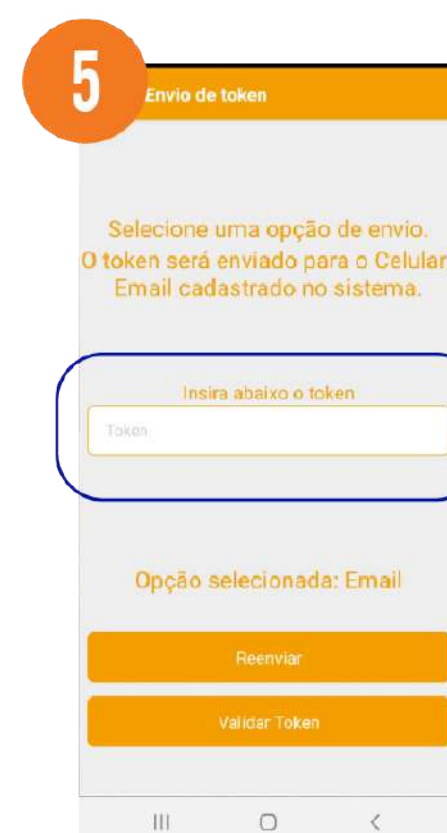 5
Envio de token
Selecione uma opção de envio.
O token será enviado para o Celular
Email cadastrado no sistema.
Insira abaixo o token
Token
Opção selecionada: Email
Reenviar
Validar Token